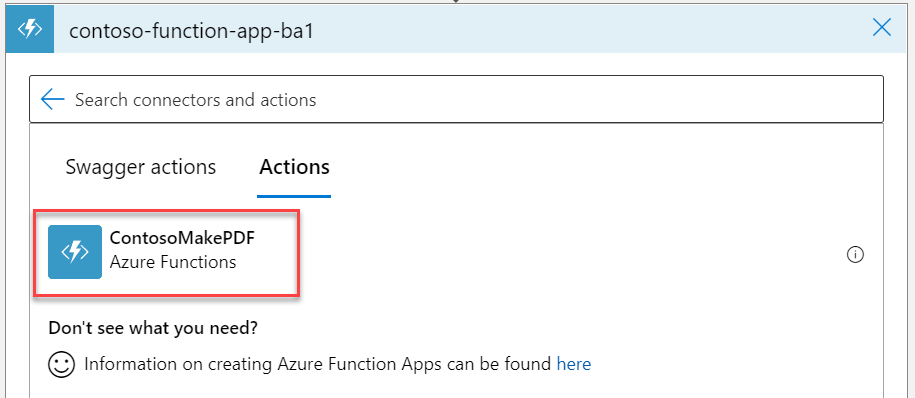 contoso-function-app-ba1
Search connectors and actions
Swagger actions Actions
ContosoMakePDF
Azure Functions
Don't see what you need?
Information on creating Azure Function Apps can be found here